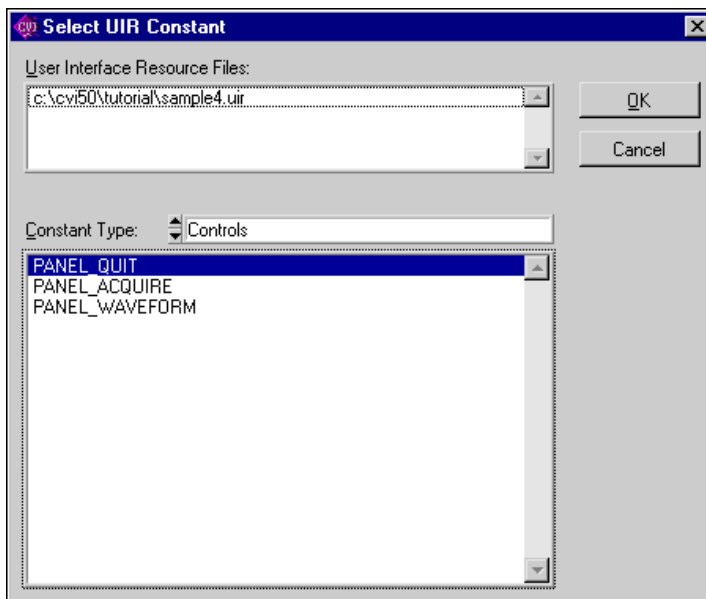 cvi Select UIR Constant
User Interface Resource Files:
c:\cvi50\tutorial\sample4.uir
OK
Cancel
Constant Type: Controls
PANEL_QUIT
PANEL_ACQUIRE
PANEL_WAVEFORM